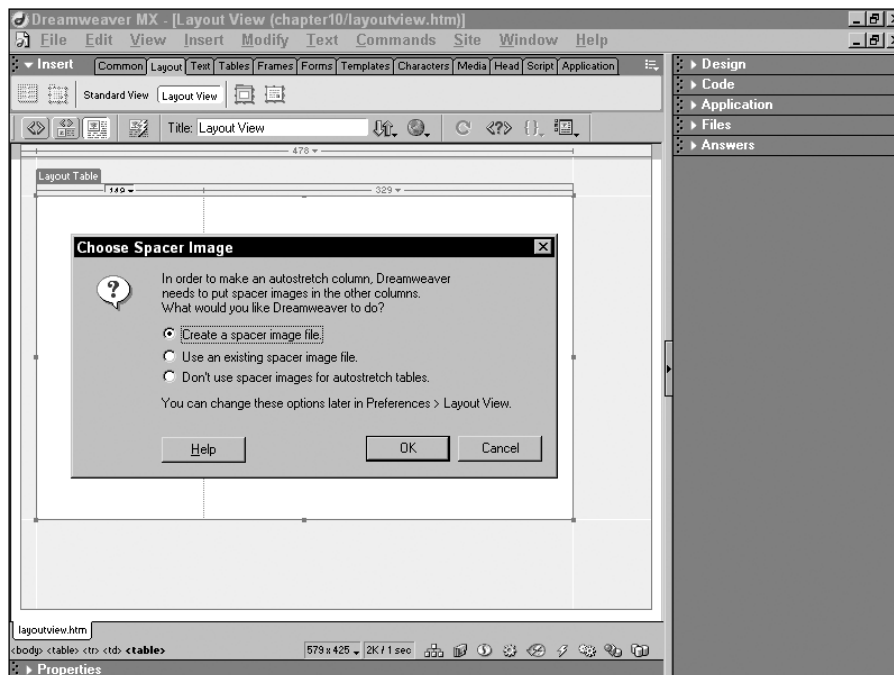 Dreamweaver MX - [Layout View (chapter10/layoutview.htm)]
File Edit View Insert Modify Text Commands Site Window Help
Insert Common Layout Text Tables Frames Forms Templates Characters Media Head Script Application
Standard View Layout View
Title: Layout View
Design
Code
Application
Files
Answers
478
Layout Table
149 329
Choose Spacer Image
In order to make an autostretch column, Dreamweaver
needs to put spacer images in the other columns.
What would you like Dreamweaver to do?
Create a spacer image file.
Use an existing spacer image file.
Don't use spacer images for autostretch tables.
You can change these options later in Preferences > Layout View.
Help OK Cancel
layoutview.htm
<body> <table> <tr> <td> <table> 579 x 425 2K / 1 sec
Properties